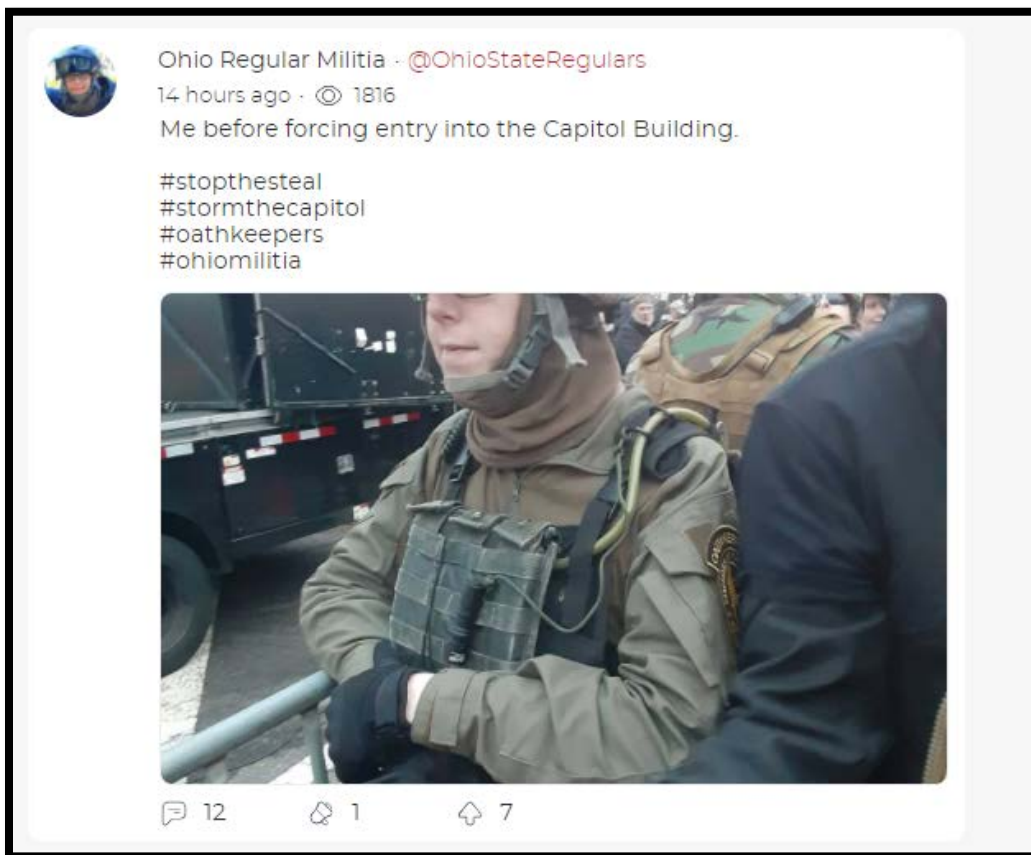 Ohio Regular Militia · @OhioStateRegulars
14 hours ago · 1816
Me before forcing entry into the Capitol Building.
#stopthesteal
#stormthecapitol
#oathkeepers
#ohiomilitia
12 1 7